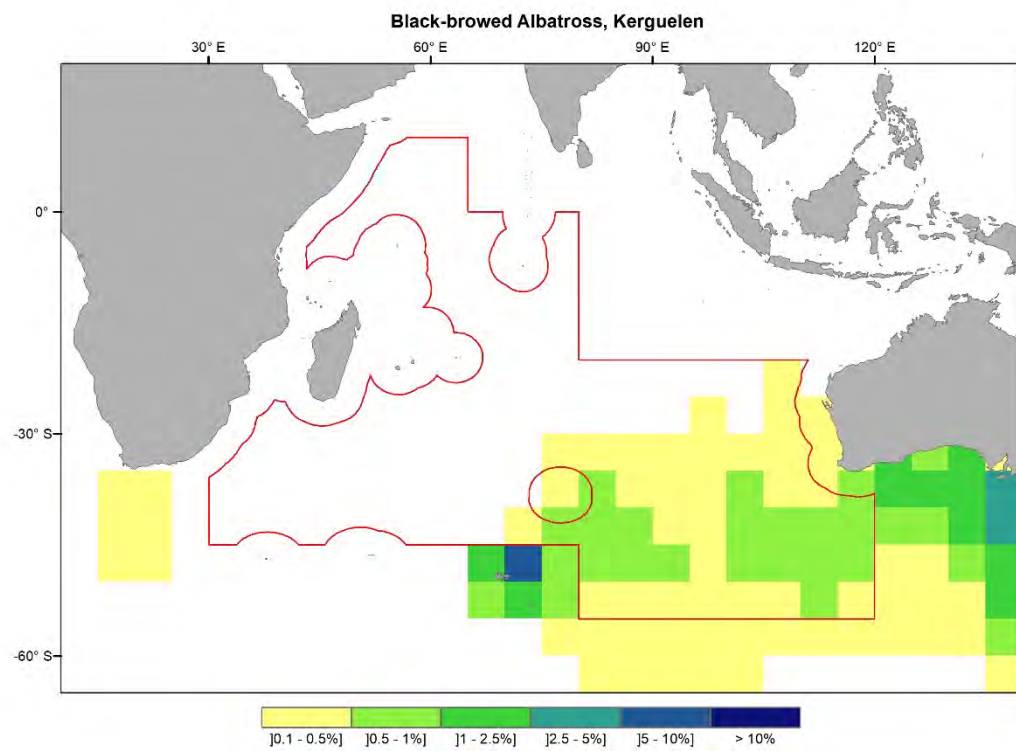 Black-browed Albatross, Kerguelen
30° E 60° E 90° E 120° E
0°
-30° S
-60° S
]0.1 - 0.5%] ]0.5 - 1%] ]1 - 2.5%] ]2.5 - 5%] ]5 - 10%] > 10%